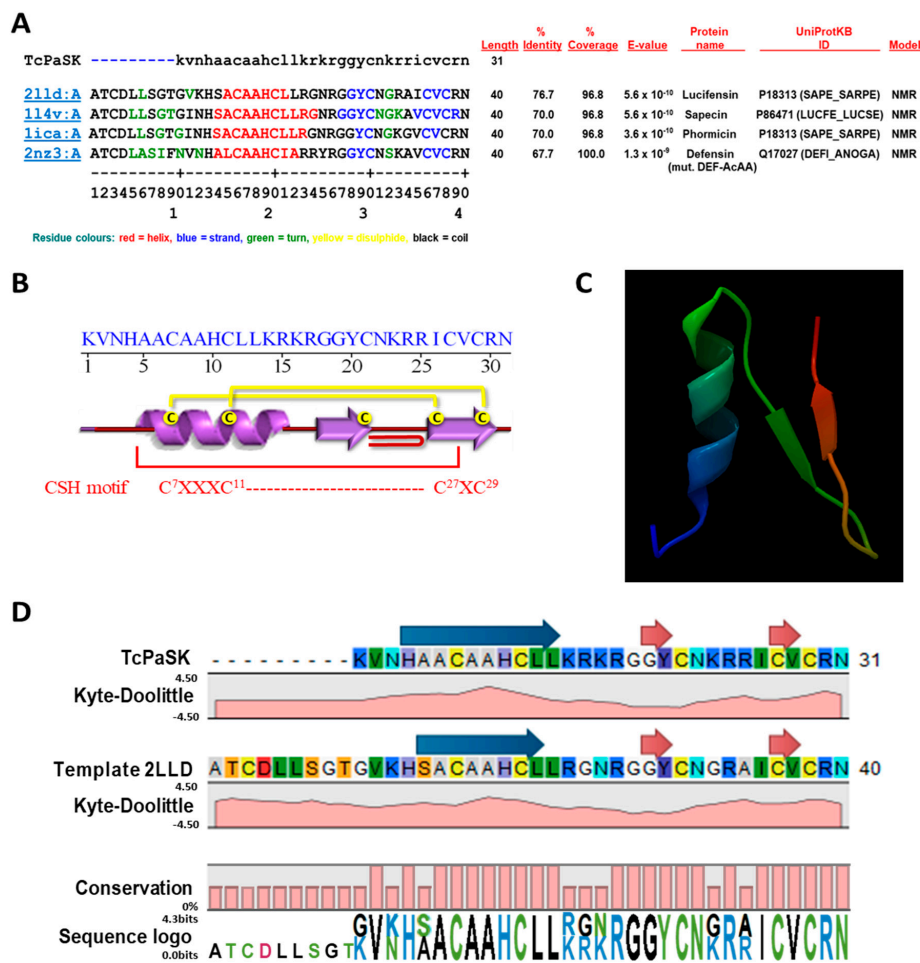 A
TcPaSK ---------kvnhaacaahcllkrkrggycnkrricvcrn
Length % Identity % Coverage E-value Protein name UniProtKB ID Model
31
2lld:A ATCDLLSGTGVKHSACAAHCLLRGNRGGYCNGRAICVCRN 40 76.7 96.8 5.6 x 10-10 Lucifensin P18313 (SAPE_SARPE) NMR
1l4v:A ATCDLLSGTGINHSACAAHCLLRGNRGGYCNGKAVCVCRN 40 70.0 96.8 5.6 x 10-10 Sapecin P86471 (LUCFE_LUCSE) NMR
1ica:A ATCDLLSGTGINHSACAAHCLLRGNRGGYCNGKGVCVCRN 40 70.0 96.8 3.6 x 10-10 Phormicin P18313 (SAPE_SARPE) NMR
2nz3:A ATCDLASIFNVNHALCAAHCIARRYRGGYCNSKAVCVCRN 40 67.7 100.0 1.3 x 10-9 Defensin (mut. DEF-AcAA) Q17027 (DEFI_ANOGA) NMR
---------+---------+---------+---------+
1234567890123456789012345678901234567890
1 2 3 4
Residue colours: red = helix, blue = strand, green = turn, yellow = disulphide, black = coil
B
KVNHAACAAHCLLKRKRGGYCNKRRICVCRN
1 5 10 15 20 25 30
C C C C C
CSH motif C7XXXC11------------------------ C27XC29
C
D
TcPaSK - - - - - - - - - KVNHAACAAHCLLKRKRGGYCNKRRICVCRN 31
4.50
Kyte-Doolittle
-4.50
Template 2LLD ATCDLLSGTGVKHSACAAHCLLRGNRGGYCNGRAICVCRN 40
4.50
Kyte-Doolittle
-4.50
Conservation
0%
4.3bits
Sequence logo
0.0bits
ATCDLLSGTGVKHSACAAHCLLRGNRGGYCNGRAICVCRN
KNAKRKKR